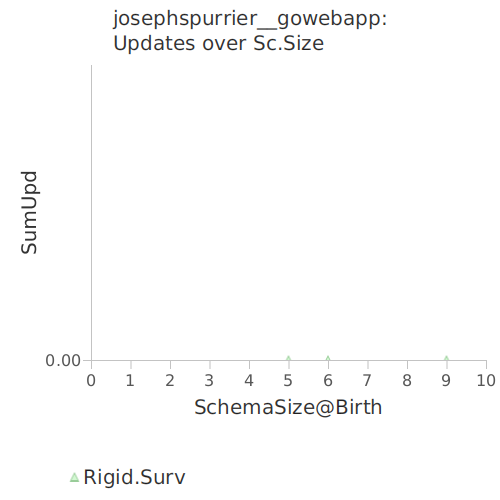 josephspurrier__gowebapp:
Updates over Sc.Size
SumUpd
0.00
0 1 2 3 4 5 6 7 8 9 10
SchemaSize@Birth
Rigid.Surv